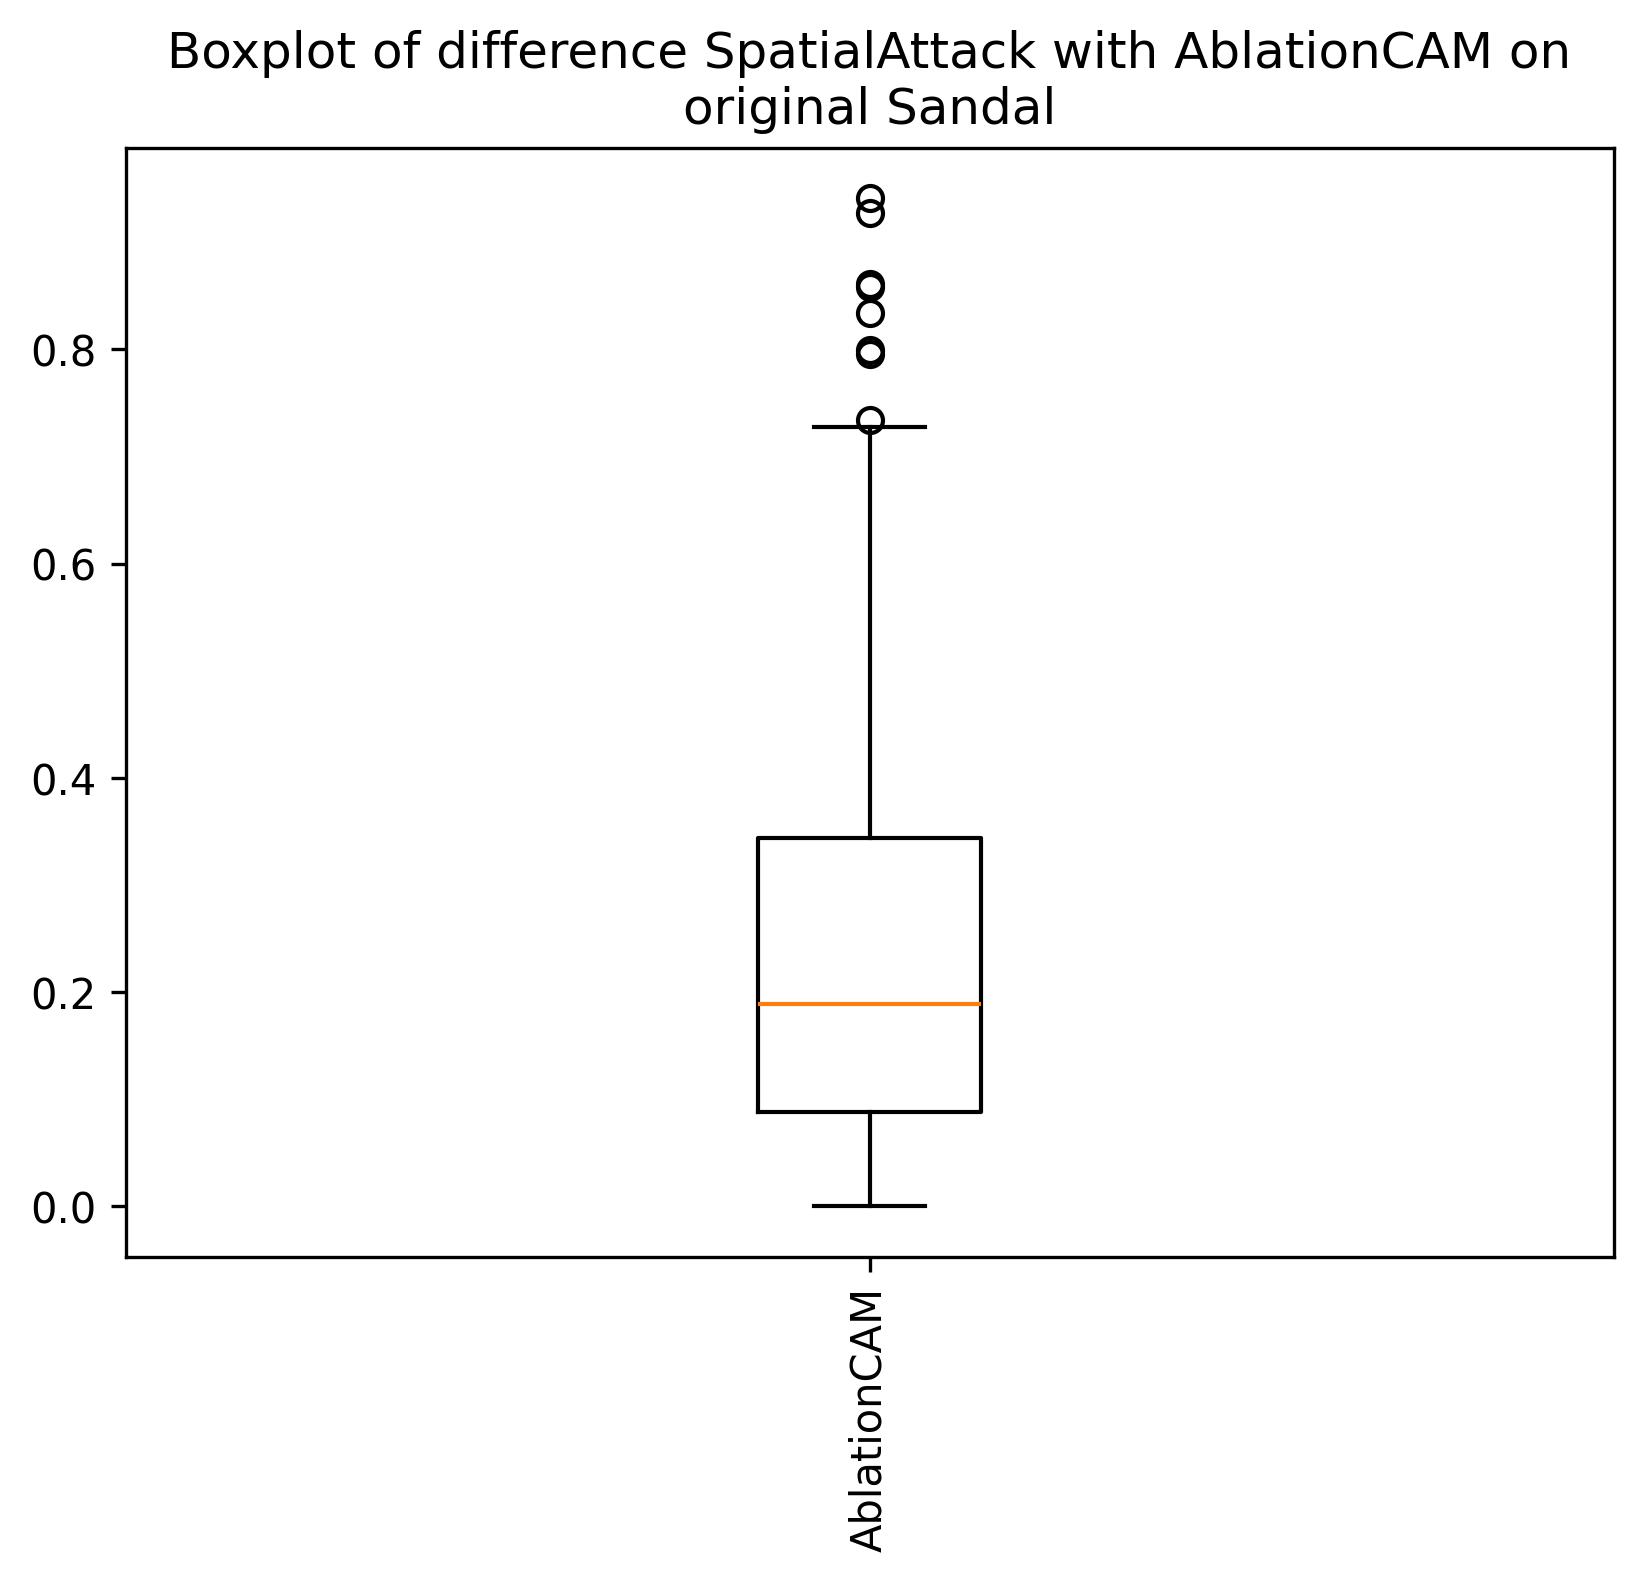 Boxplot of difference SpatialAttack with AblationCAM on
original Sandal
0.8
0.6
0.4
0.2
0.0
AblationCAM